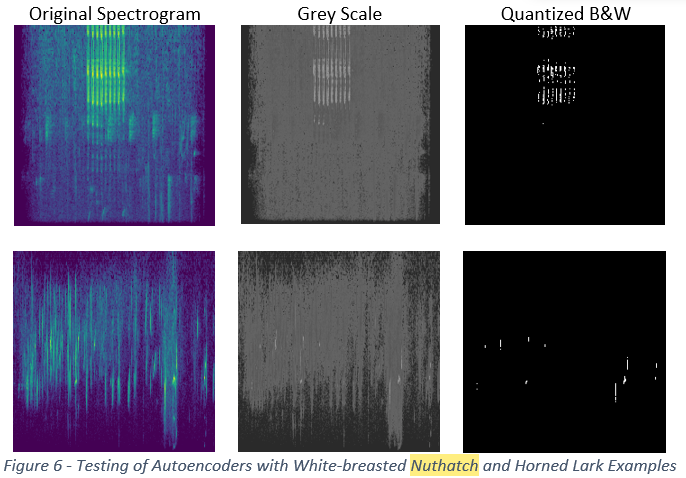 Original Spectrogram Grey Scale Quantized B&W
Figure 6 - Testing of Autoencoders with White-breasted Nuthatch and Horned Lark Examples